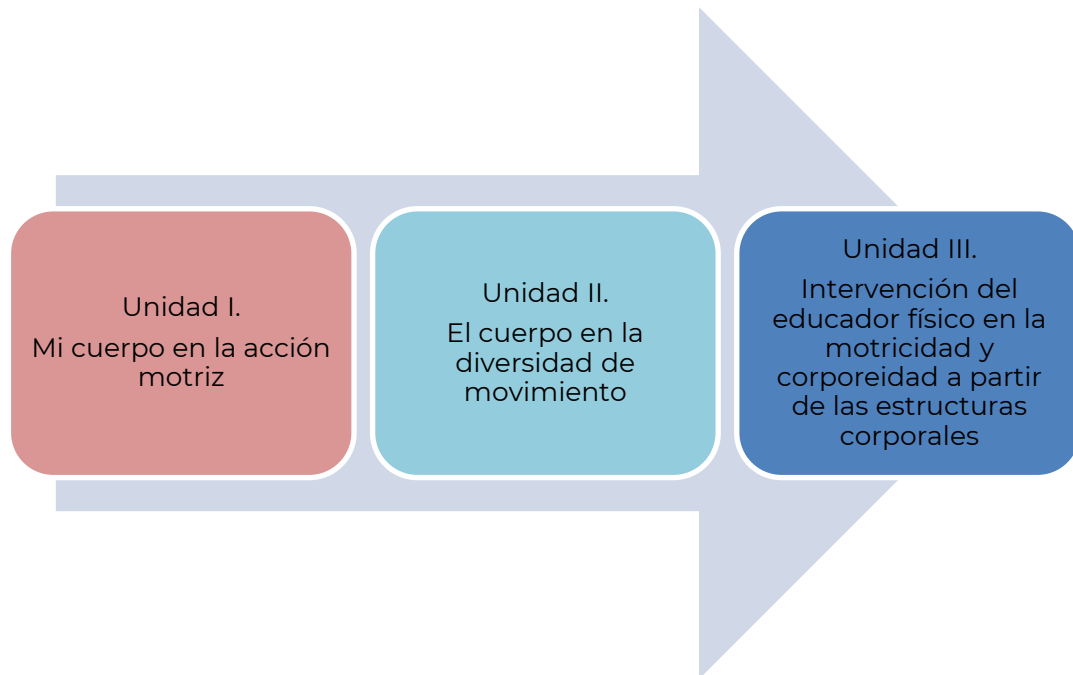 Unidad I.
Mi cuerpo en la acción
motriz
Unidad II.
El cuerpo en la
diversidad de
movimiento
Unidad III.
Intervención del
educador físico en la
motricidad y
corporeidad a partir
de las estructuras
corporales